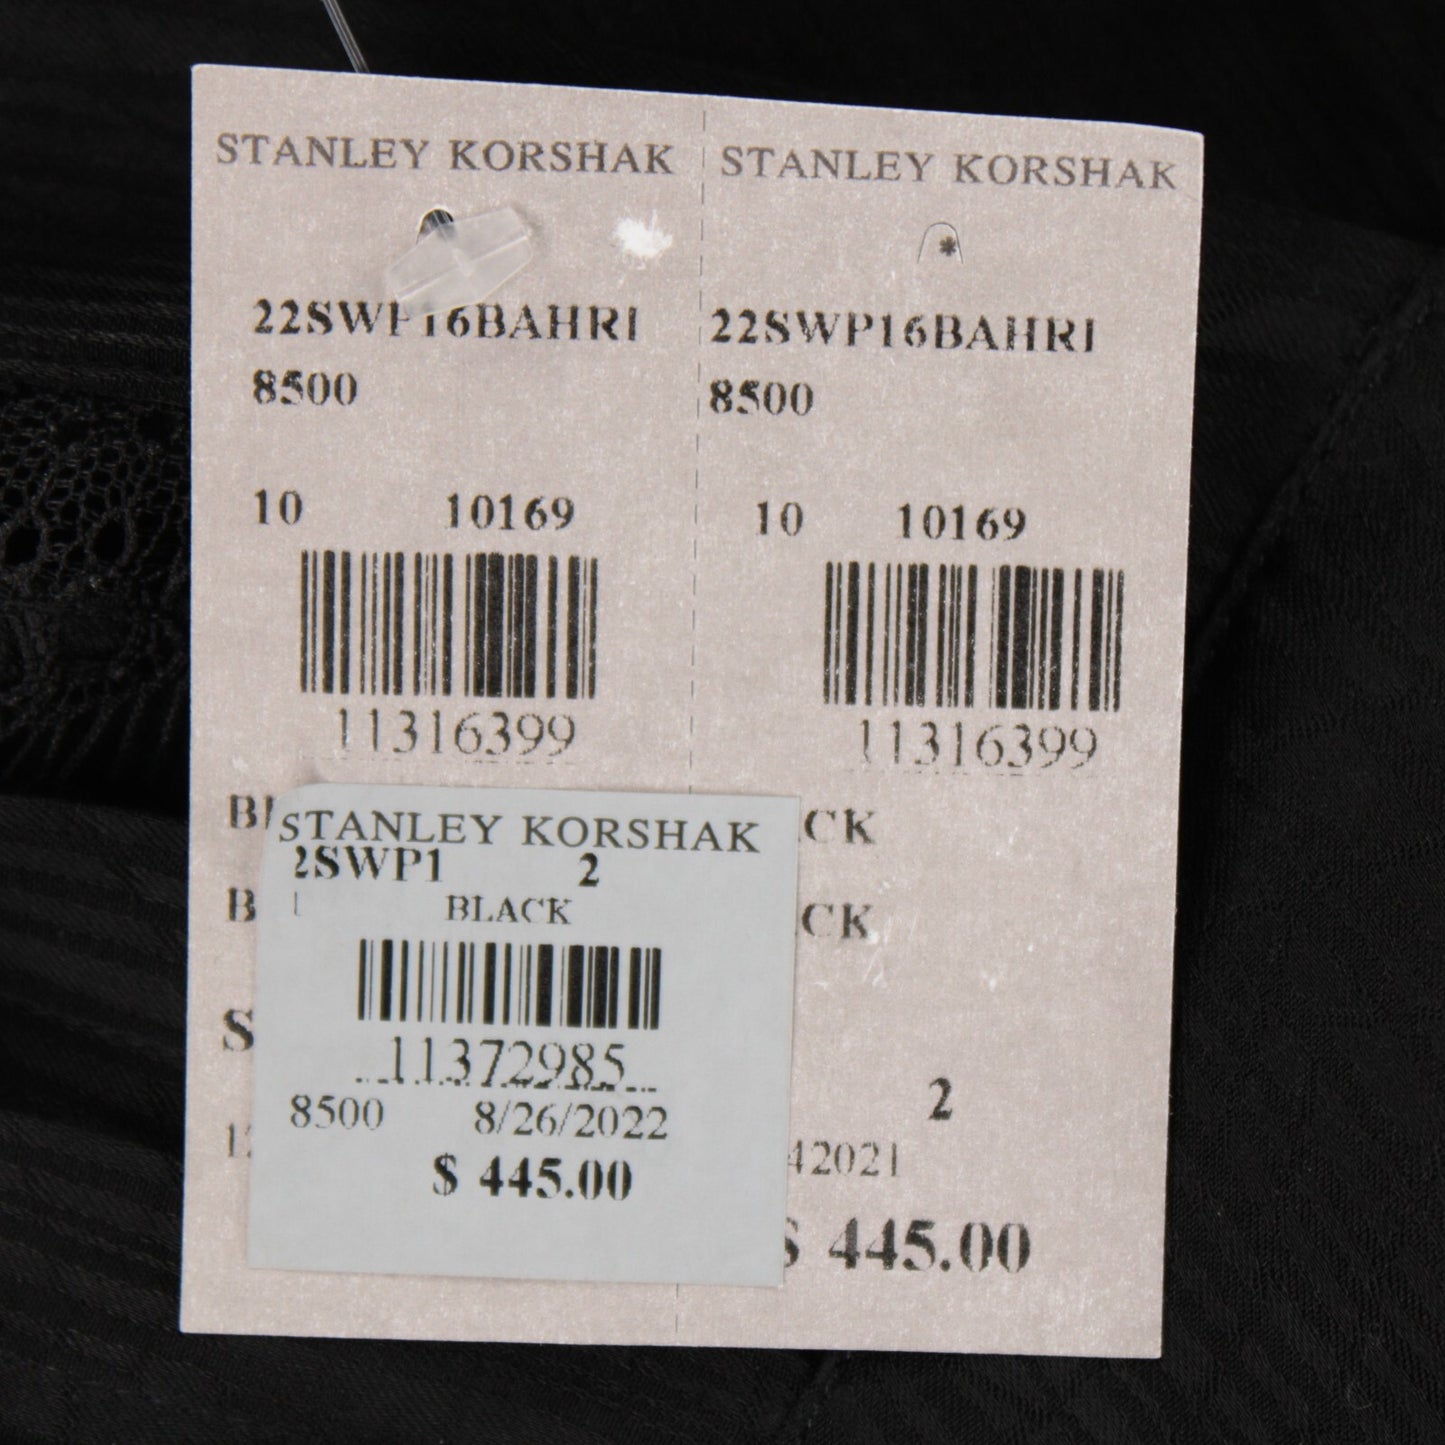 STANLEY KORSHAK
22SWP16BAHRI
8500
10 10169
11316399
STANLEY KORSHAK
22SWP16BAHRI
8500
10 10169
11316399
CK
CK
2
42021
$ 445.00
STANLEY KORSHAK
2SWP1 2
BLACK
11372985
8500 8/26/2022
$ 445.00